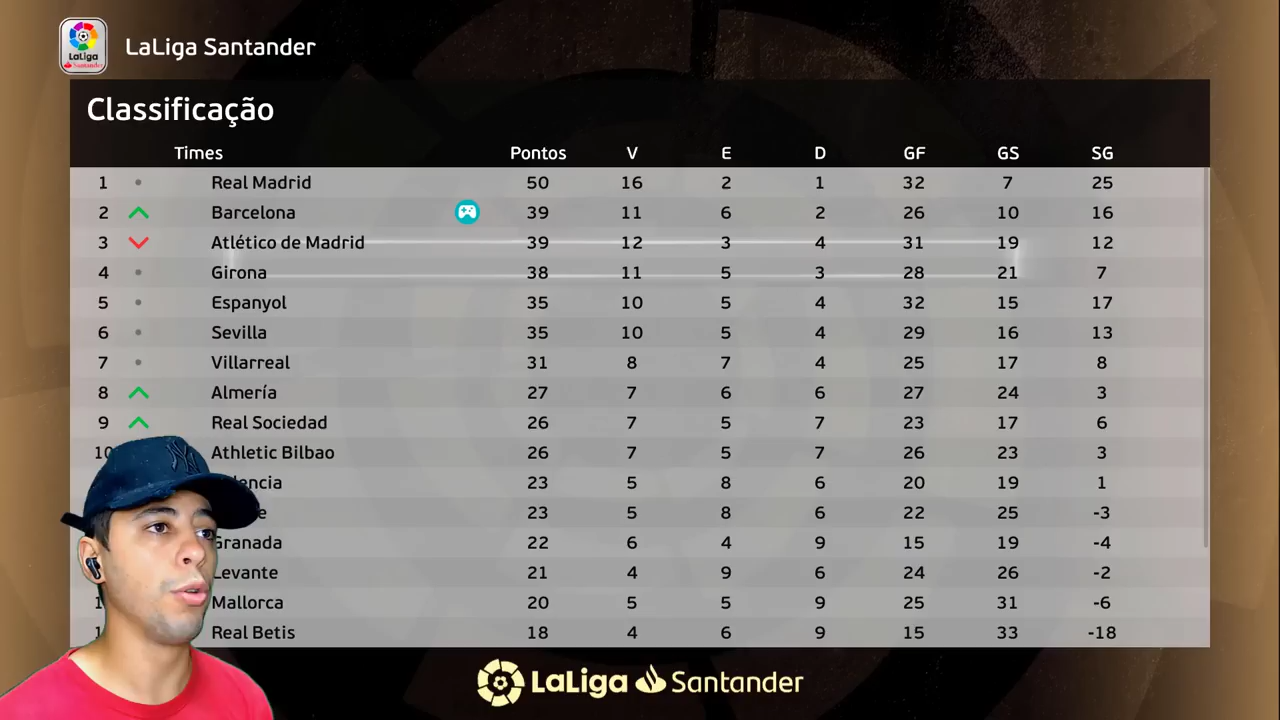 LaLiga
Santander
LaLiga Santander
Classificação
Times Pontos V E D GF GS SG
1 Real Madrid 50 16 2 1 32 7 25
2 Barcelona 39 11 6 2 26 10 16
3 Atlético de Madrid 39 12 3 4 31 19 12
4 Girona 38 11 5 3 28 21 7
5 Espanyol 35 10 5 4 32 15 17
6 Sevilla 35 10 5 4 29 16 13
7 Villarreal 31 8 7 4 25 17 8
8 Almería 27 7 6 6 27 24 3
9 Real Sociedad 26 7 5 7 23 17 6
10 Athletic Bilbao 26 7 5 7 26 23 3
23 5 8 6 20 19 1
23 5 8 6 22 25 -3
Granada 22 6 4 9 15 19 -4
Levante 21 4 9 6 24 26 -2
Mallorca 20 5 5 9 25 31 -6
Real Betis 18 4 6 9 15 33 -18
LaLiga Santander